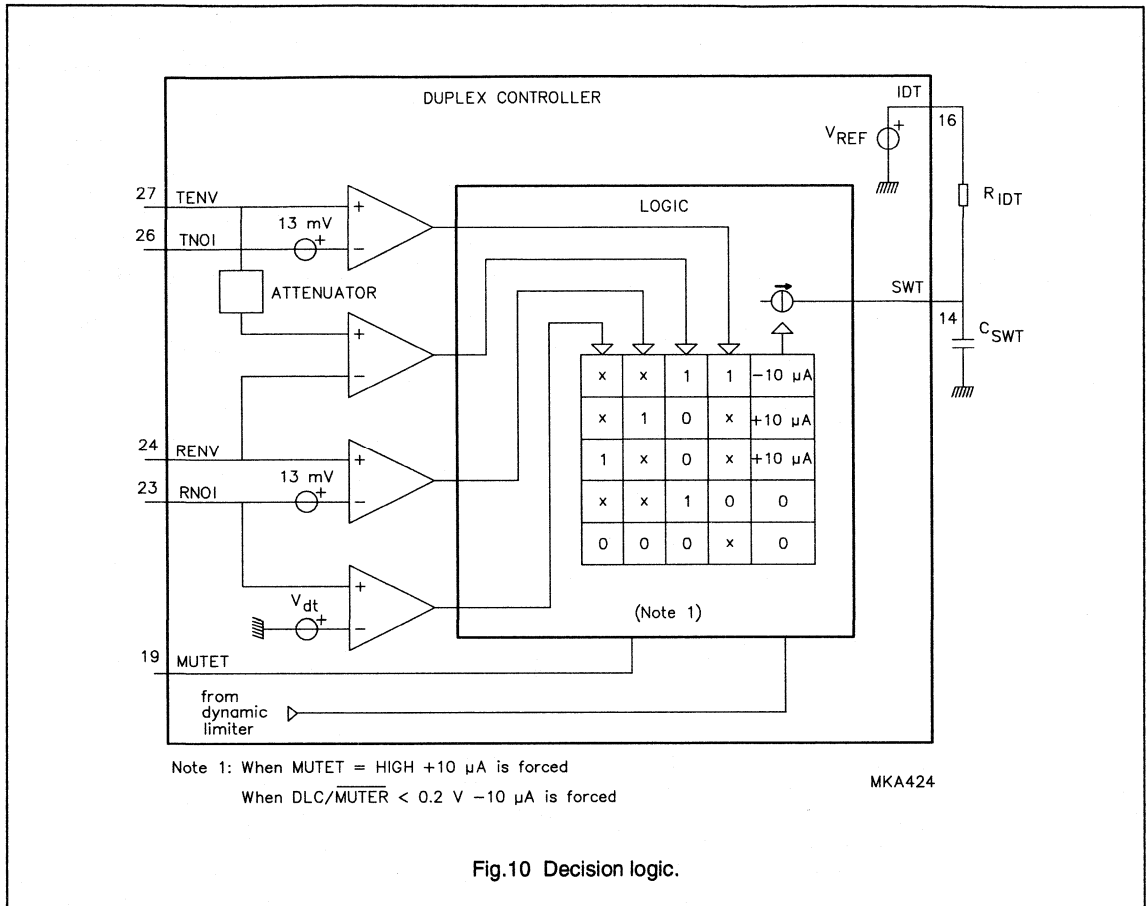 DUPLEX CONTROLLER
IDT
16
V REF
+
R IDT
27 TENV
26 TNOI
13 mV
+
+
−
LOGIC
ATTENUATOR
SWT
14
C SWT
+
−
x x 1 1 −10 µA
x 1 0 x +10 µA
1 x 0 x +10 µA
x x 1 0 0
0 0 0 x 0
24 RENV
23 RNOI
13 mV
+
+
−
V dt
+
+
−
(Note 1)
19 MUTET
from
dynamic
limiter
Note 1: When MUTET = HIGH +10 µA is forced
When DLC/MUTER < 0.2 V −10 µA is forced
MKA424
Fig.10 Decision logic.